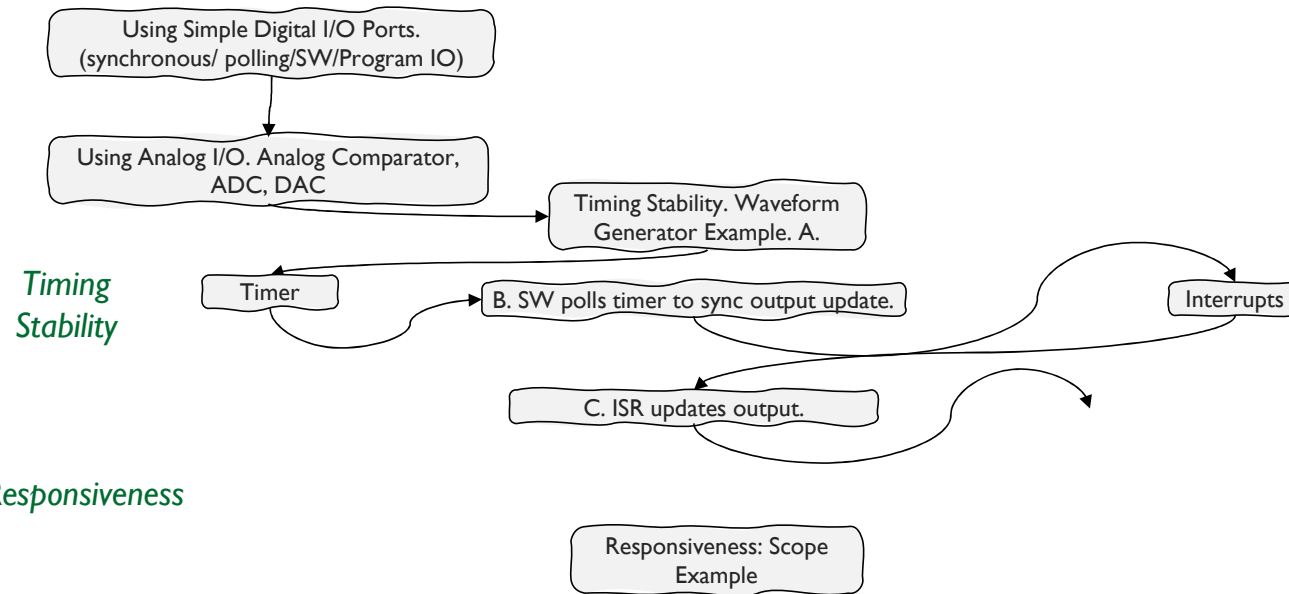 Using Simple Digital I/O Ports.
(synchronous/ polling/SW/Program IO)
Using Analog I/O. Analog Comparator,
ADC, DAC
Timing Stability. Waveform
Generator Example. A.
Timing
Stability
Timer
B. SW polls timer to sync output update.
Interrupts
C. ISR updates output.
esponsiveness
Responsiveness: Scope
Example